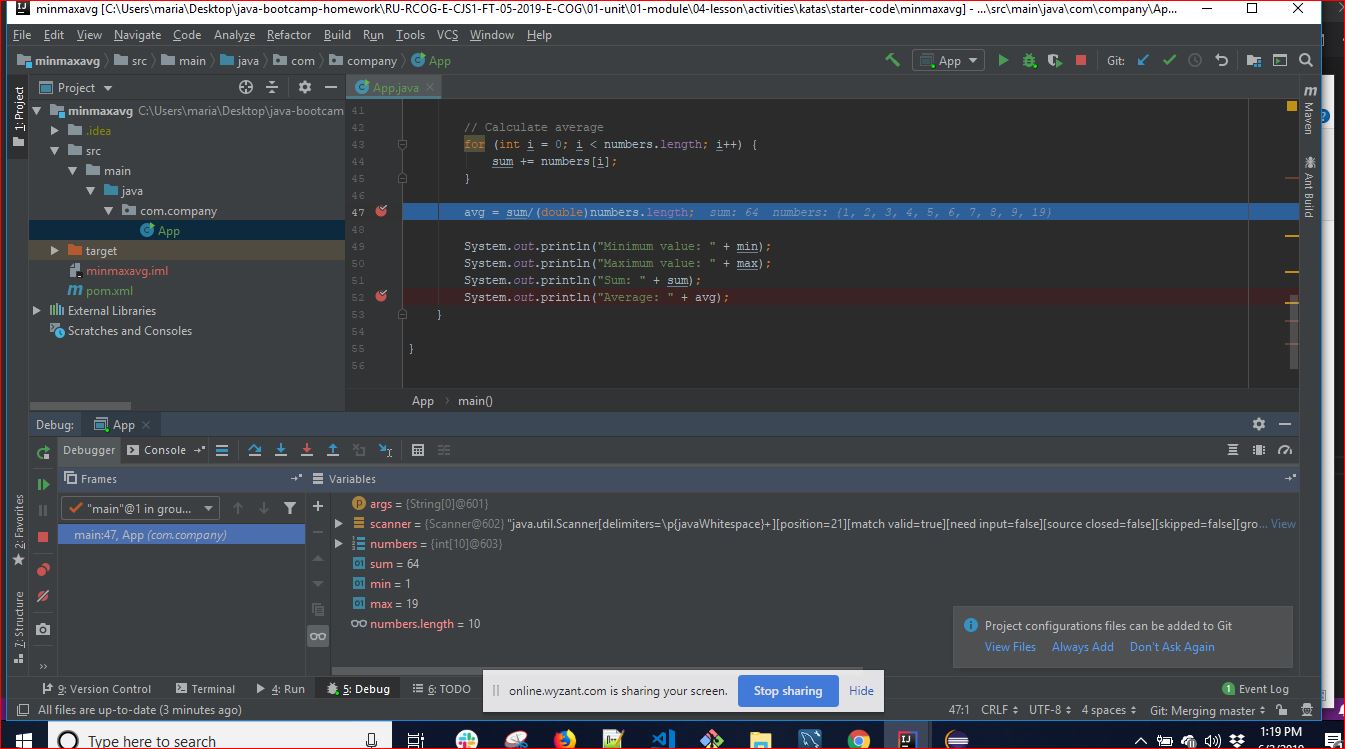 minmaxavg [C:\Users\maria\Desktop\java-bootcamp-homework\RU-RCOG-E-CJS1-FT-05-2019-E-COG\01-unit\01-module\04-lesson\activities\katas\starter-code\minmaxavg] - ...\src\main\java\com\company\Ap...
File Edit View Navigate Code Analyze Refactor Build Run Tools VCS Window Help
minmaxavg src main java com company App
App Git:
Project
App.java
1: Project
Maven
Ant Build
minmaxavg C:\Users\maria\Desktop\java-bootcam
.idea
src
main
java
com.company
App
target
minmaxavg.iml
pom.xml
External Libraries
Scratches and Consoles
41
42 // Calculate average
43 for (int i = 0; i < numbers.length; i++) {
44 sum += numbers[i];
45 }
46
47 avg = sum/(double)numbers.length; sum: 64 numbers: {1, 2, 3, 4, 5, 6, 7, 8, 9, 19}
48
49 System.out.println("Minimum value: " + min);
50 System.out.println("Maximum value: " + max);
51 System.out.println("Sum: " + sum);
52 System.out.println("Average: " + avg);
53 }
54
55 }
56
App main()
Debug: App
Debugger Console
Frames
Variables
"main"@1 in grou...
main:47, App (com.company)
args = {String[0]@601}
scanner = {Scanner@602} "java.util.Scanner[delimiters=\p{javaWhitespace}+][position=21][match valid=true][need input=false][source closed=false][skipped=false][gro... View
numbers = {int[10]@603}
sum = 64
min = 1
max = 19
numbers.length = 10
2: Favorites
7: Structure
Project configurations files can be added to Git
View Files Always Add Don't Ask Again
9: Version Control Terminal 4: Run 5: Debug 6: TODO
online.wyzant.com is sharing your screen. Stop sharing Hide
1 Event Log
All files are up-to-date (3 minutes ago)
47:1 CRLF UTF-8 4 spaces Git: Merging master
Type here to search
1:19 PM